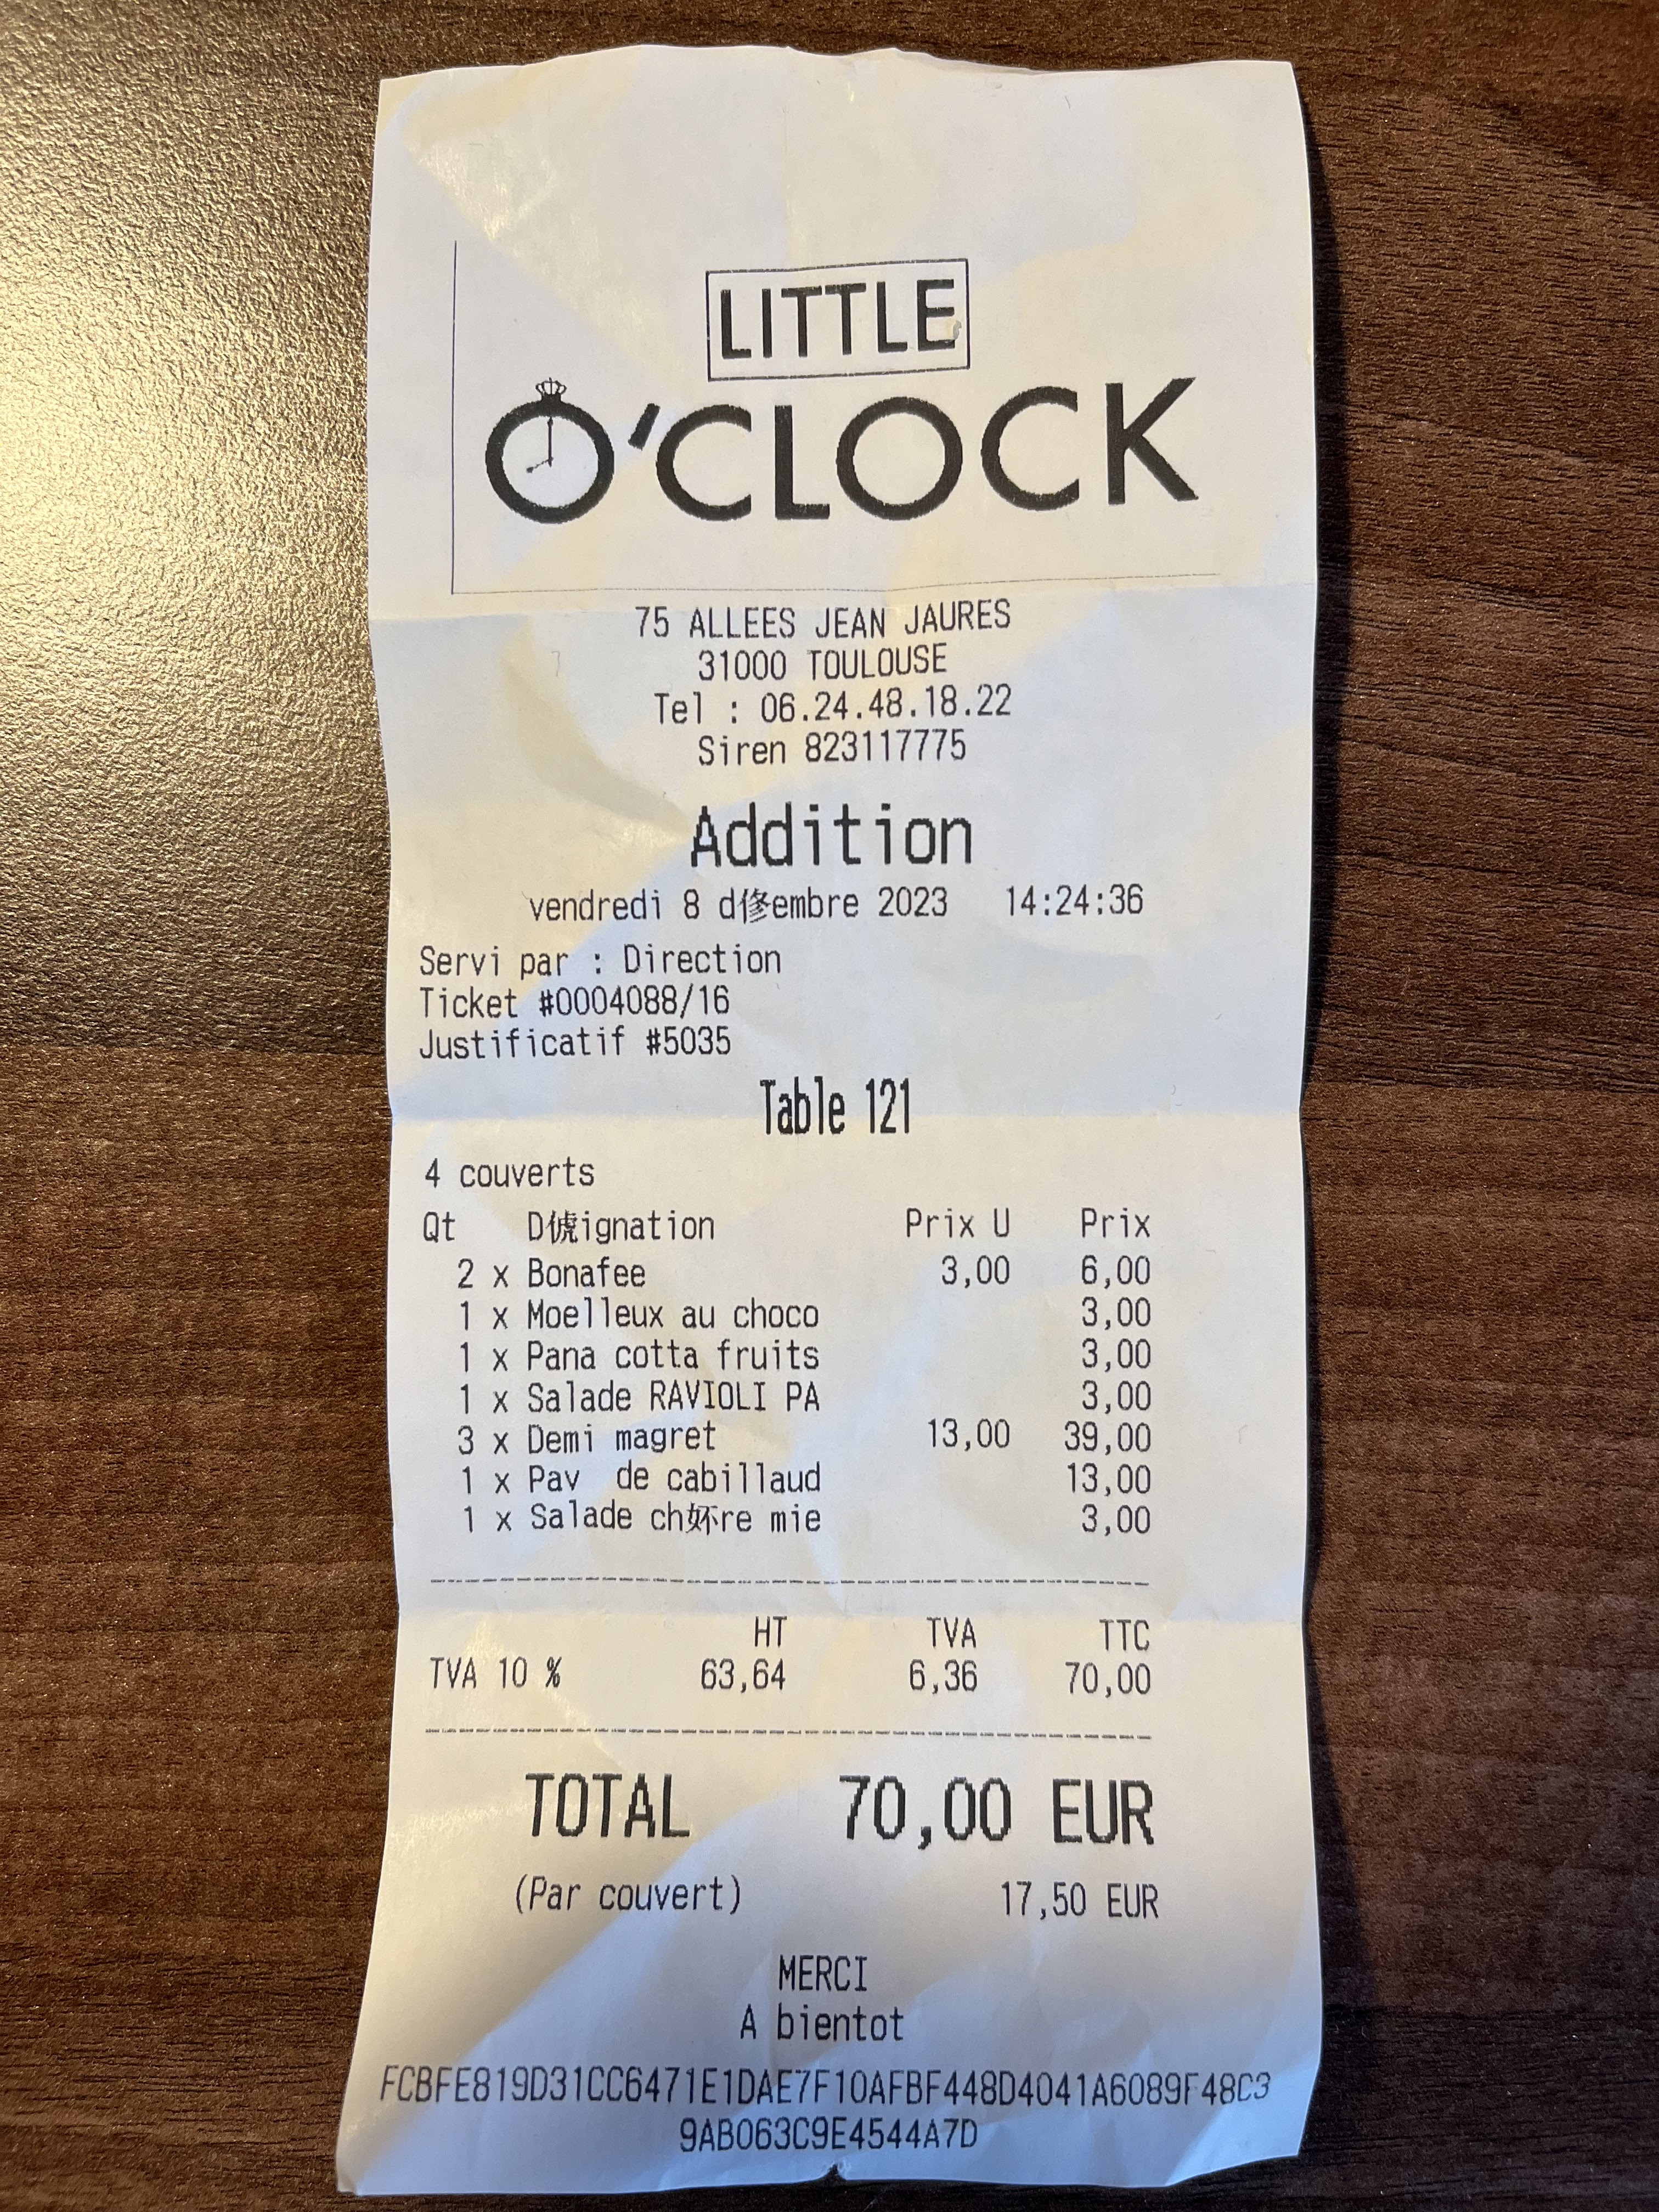 LITTLE
O'CLOCK
75 ALLEES JEAN JAURES
31000 TOULOUSE
Tel : 06.24.48.18.22
Siren 823117775
Addition
vendredi 8 d俢embre 2023 14:24:36
Servi par : Direction
Ticket #0004088/16
Justificatif #5035
Table 121
4 couverts
Qt D俿ignation Prix U Prix
2 x Bonafee 3,00 6,00
1 x Moelleux au choco 3,00
1 x Pana cotta fruits 3,00
1 x Salade RAVIOLI PA 3,00
3 x Demi magret 13,00 39,00
1 x Pav de cabillaud 13,00
1 x Salade ch妚re mie 3,00
HT TVA TTC
TVA 10 % 63,64 6,36 70,00
TOTAL 70,00 EUR
(Par couvert) 17,50 EUR
MERCI
A bientot
FCBFE819D31CC6471E1DAE7F10AFBF448D4041A6089F48C3
9AB063C9E4544A7D